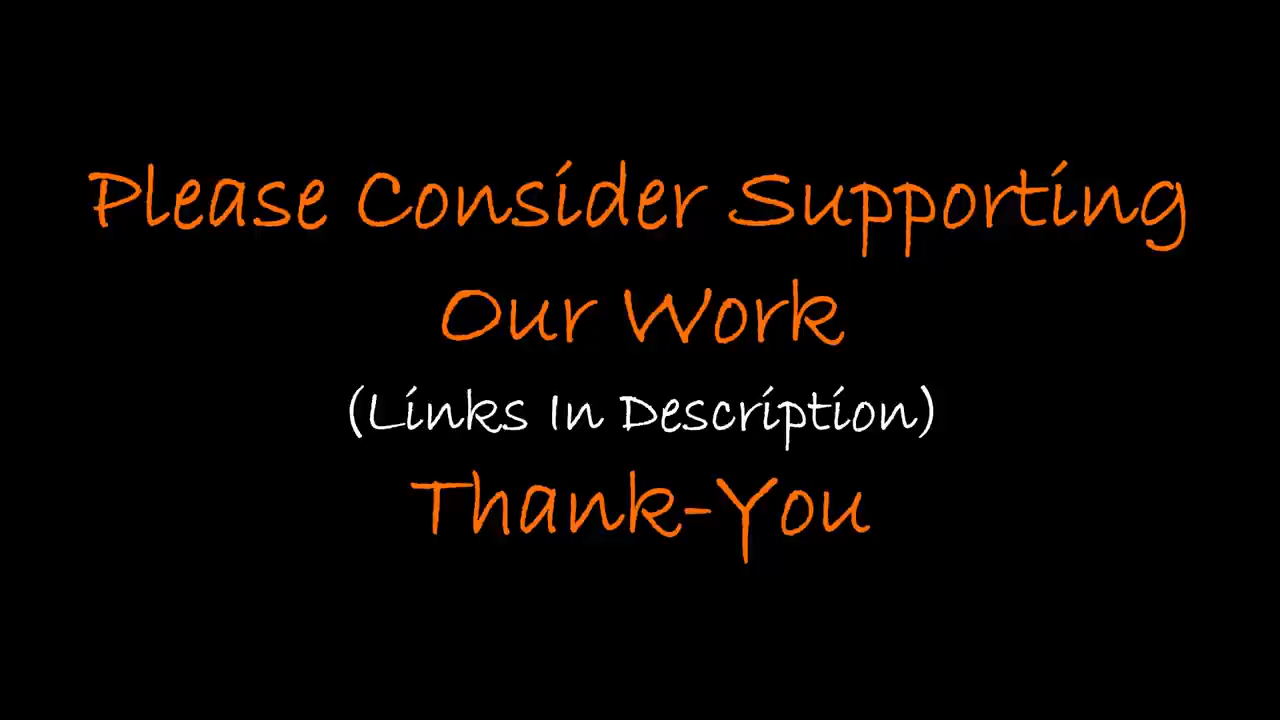 Please Consider Supporting
Our Work
(Links In Description)
Thank-You